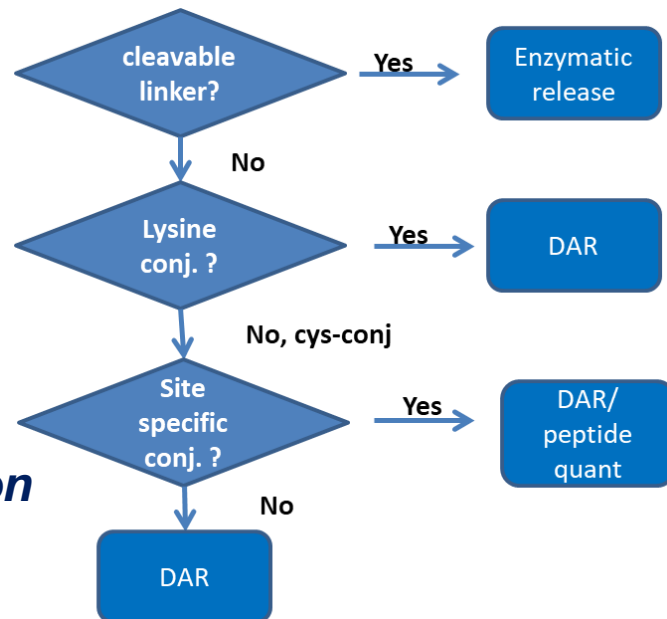 cleavable
linker?
Yes
Enzymatic
release
No
Lysine
conj. ?
Yes
DAR
No, cys-conj
Site
specific
conj. ?
Yes
DAR/
peptide
quant
on
No
DAR